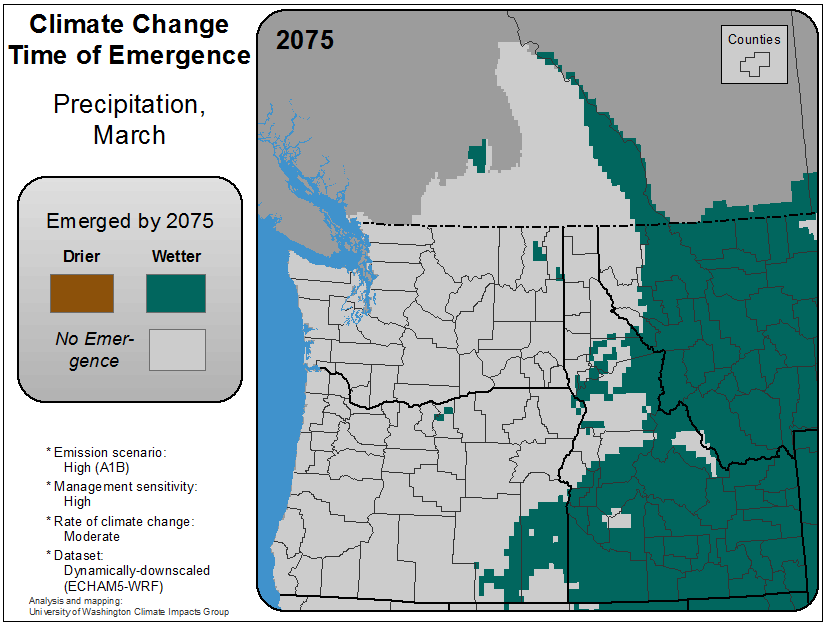 Climate Change
Time of Emergence
Precipitation,
March
Emerged by 2075
Drier
Wetter
No Emer-
gence
* Emission scenario:
High (A1B)
* Management sensitivity:
High
* Rate of climate change:
Moderate
* Dataset:
Dynamically-downscaled
(ECHAM5-WRF)
Analysis and mapping:
University of Washington Climate Impacts Group
2075
Counties